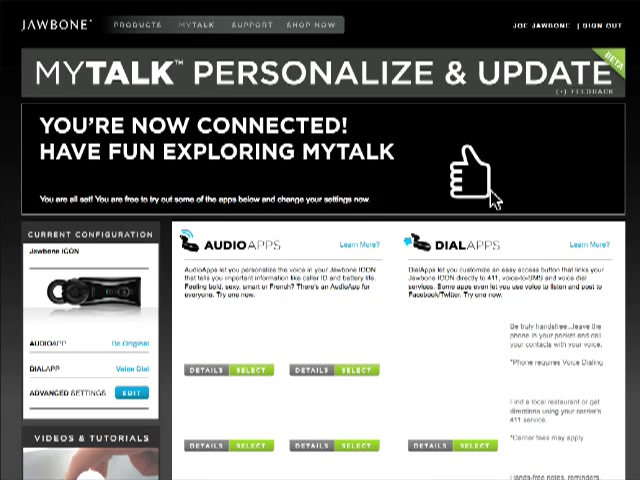 JAWBONE
PRODUCTS MYTALK SUPPORT SHOP NOW
JOE JAWBONE | SIGN OUT
MYTALK™ PERSONALIZE & UPDATE
BETA
[+] FEEDBACK
YOU'RE NOW CONNECTED!
HAVE FUN EXPLORING MYTALK
You are all set! You are free to try out some of the apps below and change your settings now
CURRENT CONFIGURATION
Jawbone ICON
AUDIOAPP Da Original
DIALAPP Voice Dial
ADVANCED SETTINGS EDIT
VIDEOS & TUTORIALS
AUDIOAPPS Learn More?
AudioApps let you personalize the voice in your Jawbone ICON
that tells you important information like caller ID and battery life.
Feeling bold, sexy, smart or French? There's an AudioApp for
everyone. Try one now.
DETAILS SELECT DETAILS SELECT
DETAILS SELECT DETAILS SELECT
DIALAPPS Learn More?
DialApps let you customize an easy access button that links your
Jawbone ICON directly to 411, voice-to-SMS and voice dial
services. Some apps even let you use voice to listen and post to
Facebook/Twitter. Try one now.
Be truly handsfree...leave the
phone in your pocket and call
your contacts with your voice.
*Phone requires Voice Dialing
Find a local restaurant or get
directions using your carrier's
411 service.
*Carrier fees may apply
DETAILS SELECT
Hands-free notes, reminders,